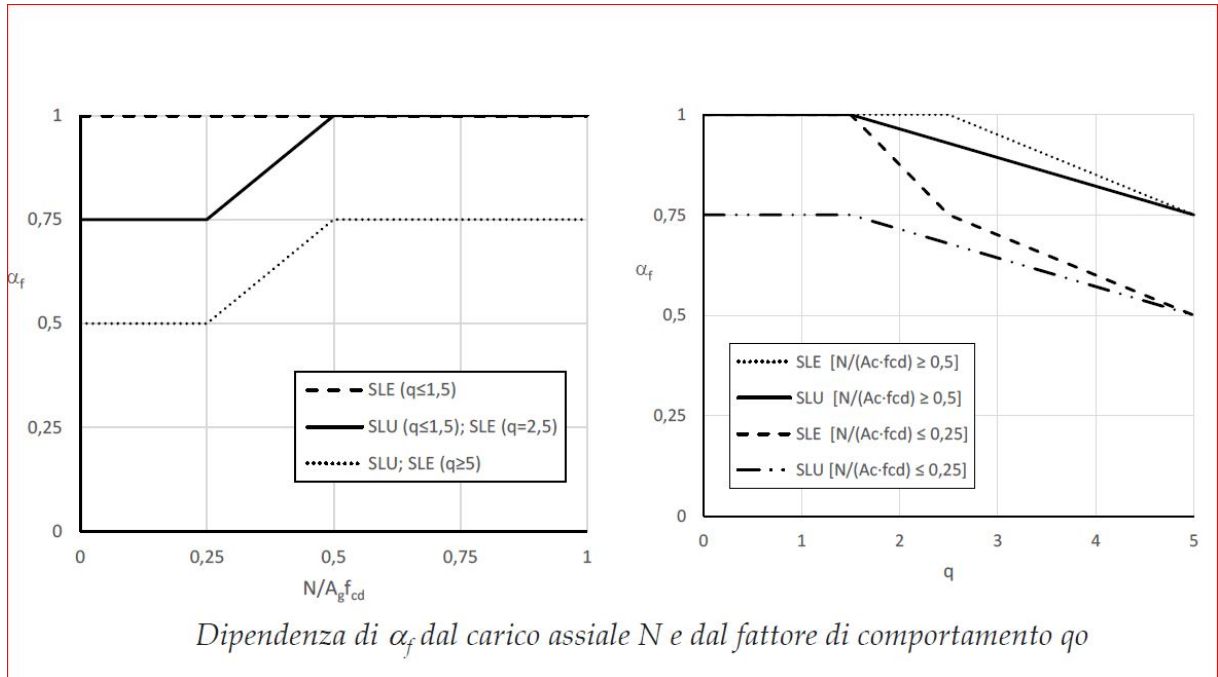 1
0,75
αf
0,5
0,25
0
0
0,25
0,5
0,75
1
N/Agfcd
SLE (q≤1,5)
SLU (q≤1,5); SLE (q=2,5)
SLU; SLE (q≥5)
1
0,75
αf
0,5
0,25
0
0
1
2
3
4
5
q
SLE [N/(Ac·fcd) ≥ 0,5]
SLU [N/(Ac·fcd) ≥ 0,5]
SLE [N/(Ac·fcd) ≤ 0,25]
SLU [N/(Ac·fcd) ≤ 0,25]
Dipendenza di αf dal carico assiale N e dal fattore di comportamento qo